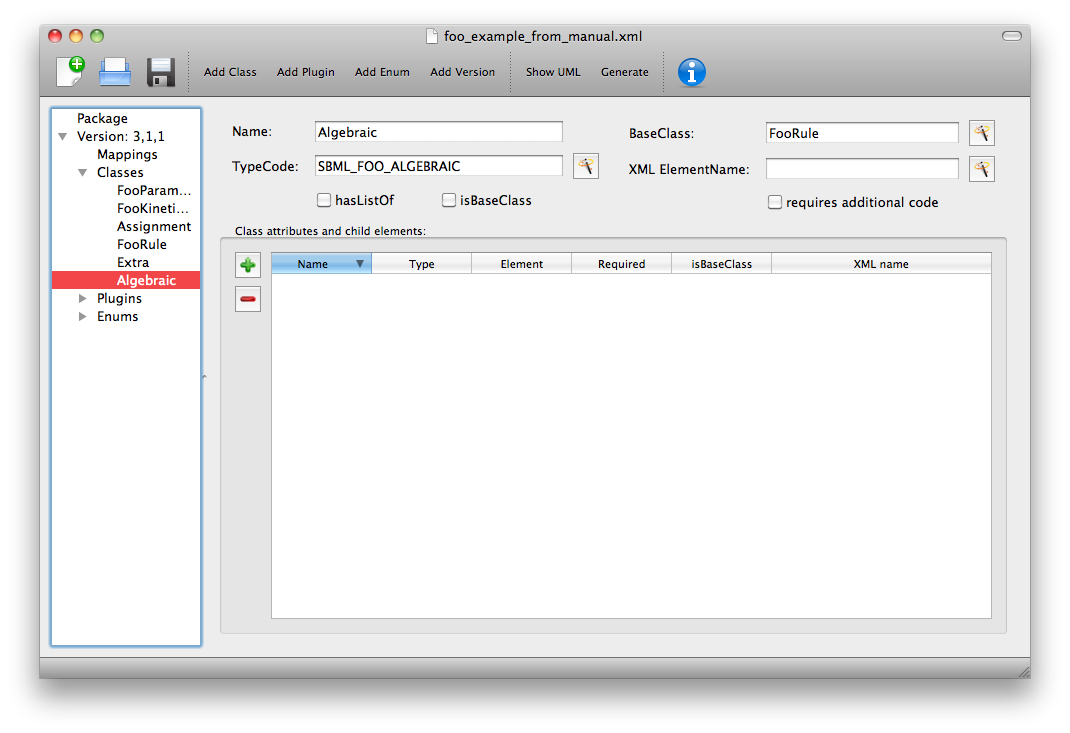 foo_example_from_manual.xml
Add Class Add Plugin Add Enum Add Version Show UML Generate
Package
Version: 3,1,1
Mappings
Classes
FooParam...
FooKineti...
Assignment
FooRule
Extra
Algebraic
Plugins
Enums
Name: Algebraic BaseClass: FooRule
TypeCode: SBML_FOO_ALGEBRAIC XML ElementName:
hasListOf isBaseClass requires additional code
Class attributes and child elements:
Name Type Element Required isBaseClass XML name